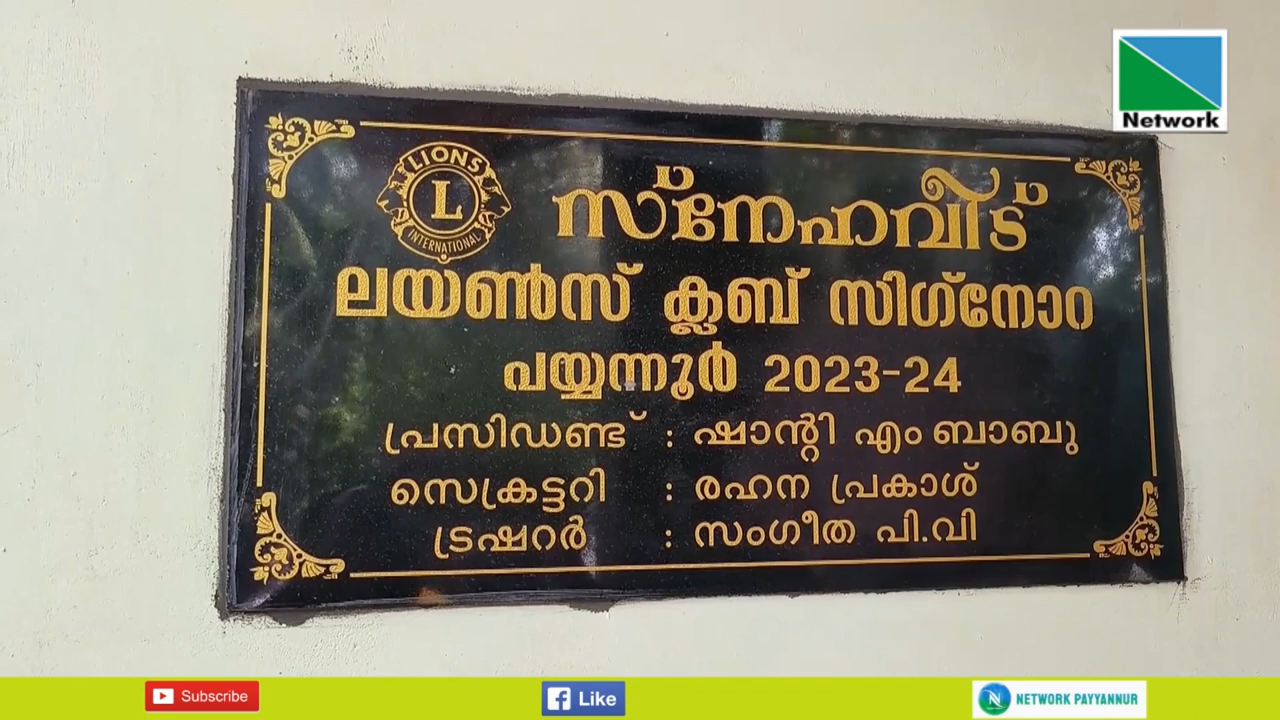 Network
LIONS
L
INTERNATIONAL
സ്നേഹവീട്
ലയൺസ് ക്ലബ് സിഗ്നോറ
പയ്യന്നൂർ 2023-24
പ്രസിഡണ്ട് : ഷാന്റി എം ബാബു
സെക്രട്ടറി : രഹന പ്രകാശ്
ട്രഷറർ : സംഗീത പി.വി
Subscribe
Like
NETWORK PAYYANNUR